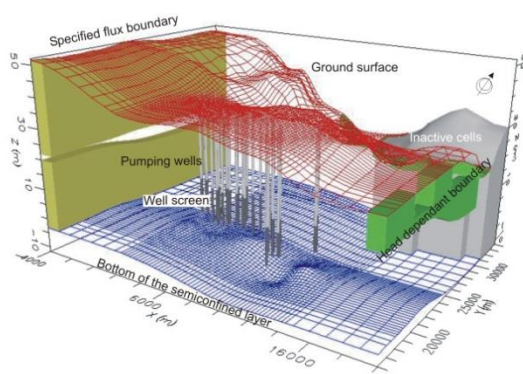 Specified flux boundary
50
Ground surface
30
Z (m)
Inactive cells
Pumping wells
10
Well screen
Head dependant boundary
-10
-4000
Bottom of the semiconfined layer
6000
X (m)
16000
30000
25000
Y(m)
20000